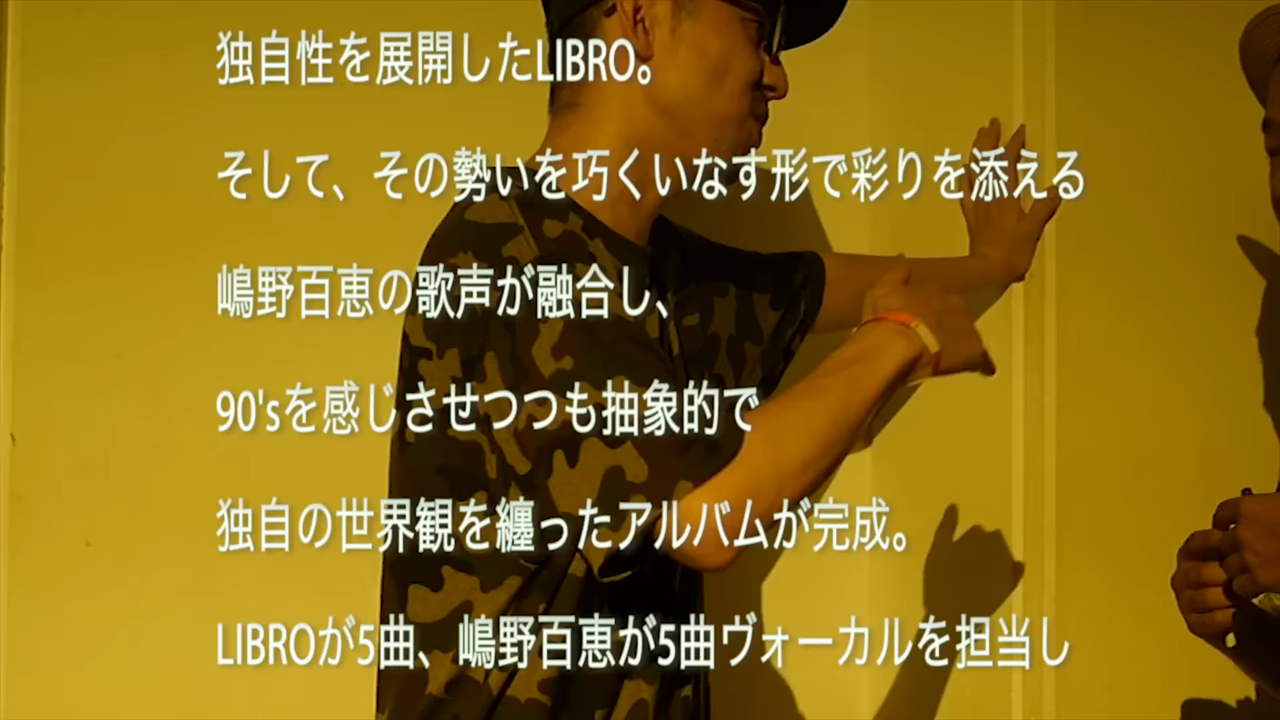 独自性を展開したLIBRO。
そして、その勢いを巧くいなす形で彩りを添える
嶋野百恵の歌声が融合し、
90'sを感じさせつつも抽象的で
独自の世界観を纏ったアルバムが完成。
LIBROが5曲、嶋野百恵が5曲ヴォーカルを担当し